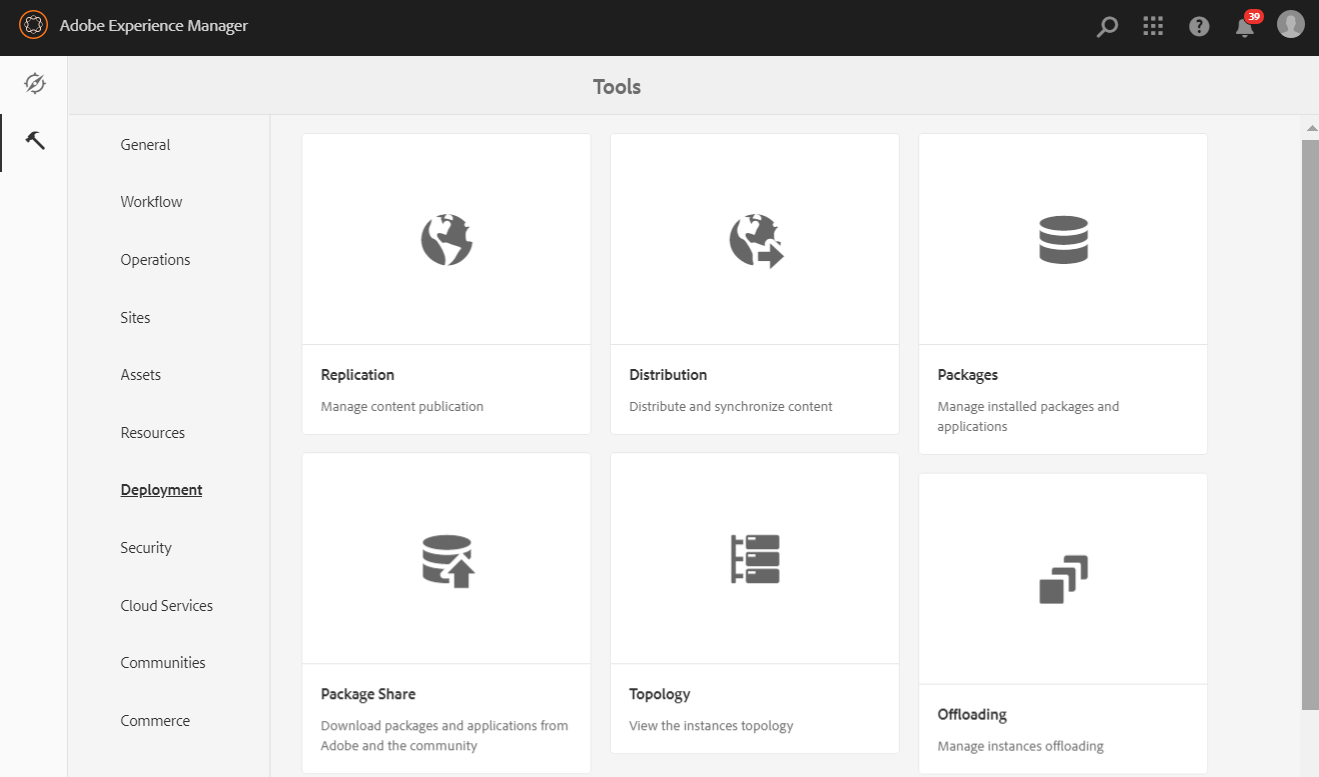 Adobe Experience Manager
39
Tools
General
Workflow
Operations
Sites
Assets
Resources
Deployment
Security
Cloud Services
Communities
Commerce
Replication
Manage content publication
Distribution
Distribute and synchronize content
Packages
Manage installed packages and
applications
Package Share
Download packages and applications from
Adobe and the community
Topology
View the instances topology
Offloading
Manage instances offloading